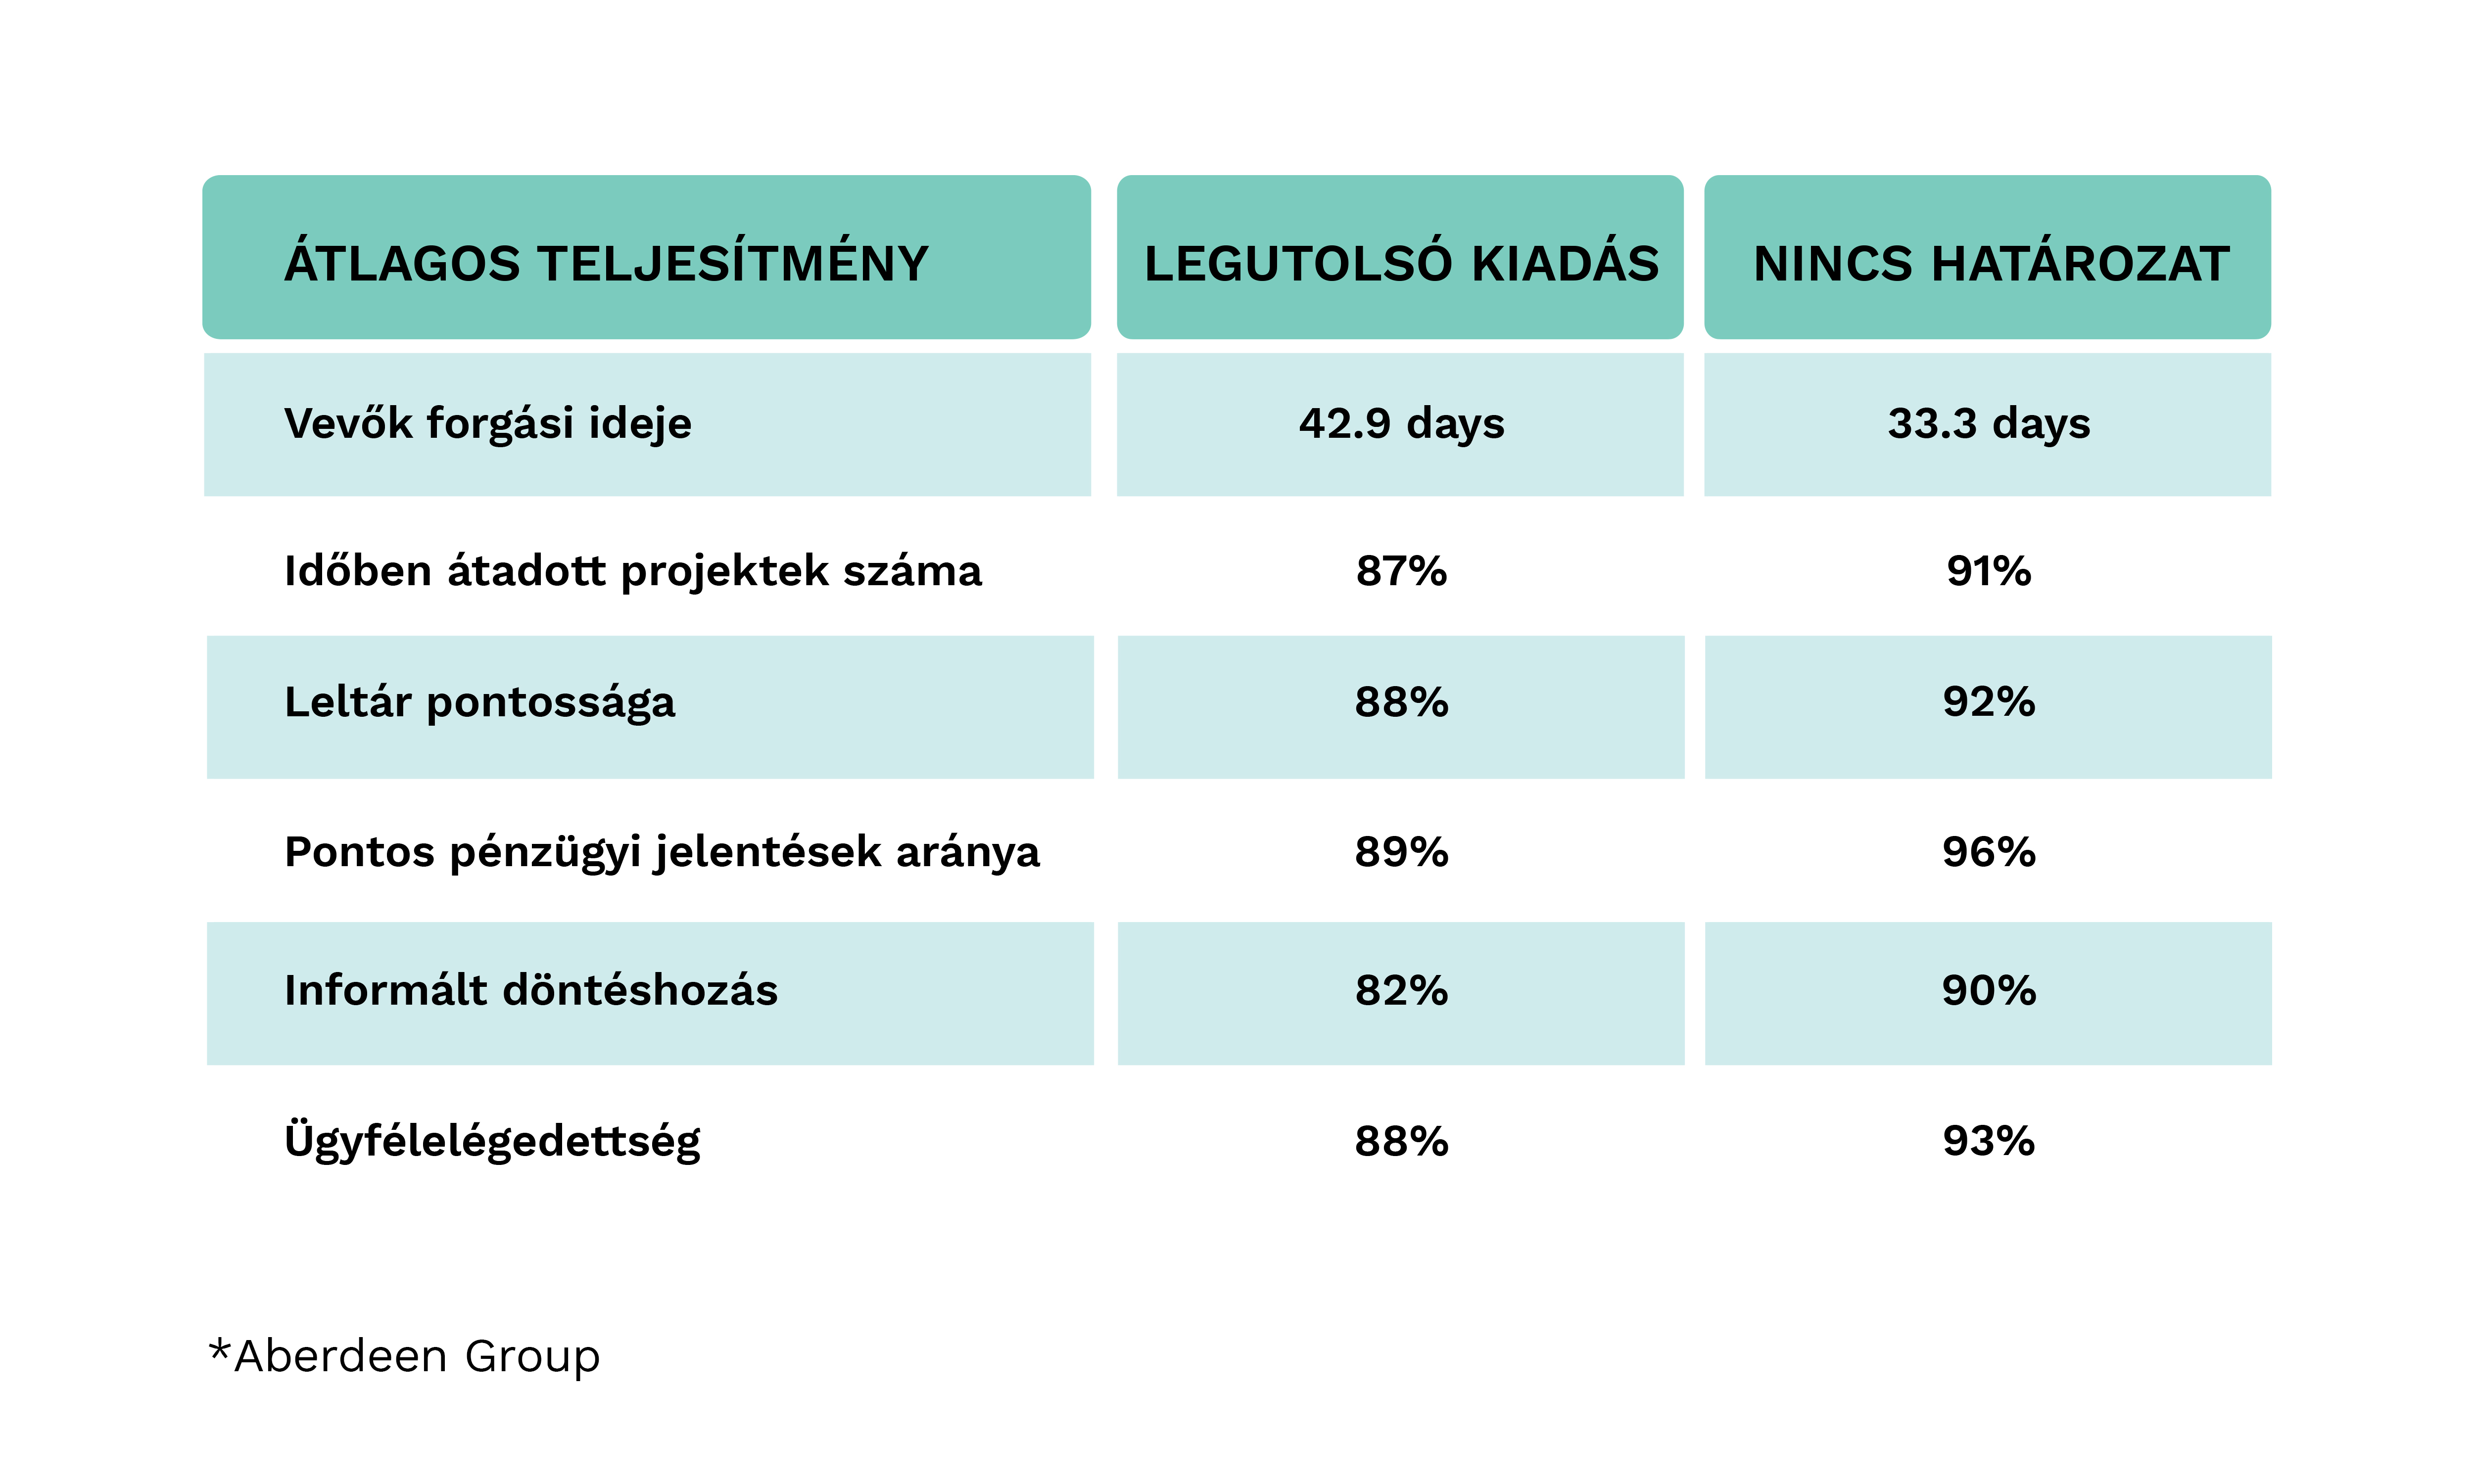 ÁTLAGOS TELJESÍTMÉNY LEGUTOLSÓ KIADÁS NINCS HATÁROZAT
Vevők forgási ideje 42.9 days 33.3 days
Időben átadott projektek száma 87% 91%
Leltár pontossága 88% 92%
Pontos pénzügyi jelentések aránya 89% 96%
Informált döntéshozás 82% 90%
Ügyfélelégedettség 88% 93%
*Aberdeen Group